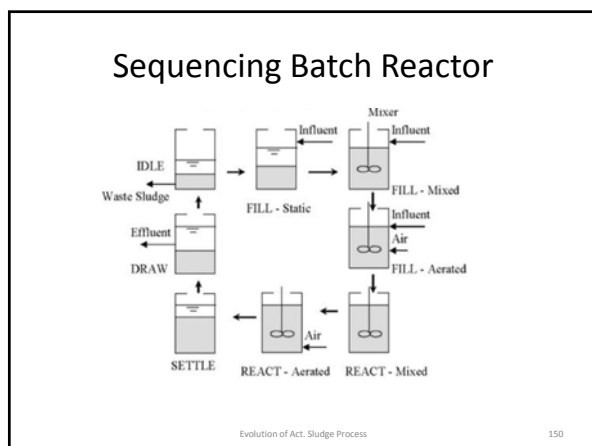 Sequencing Batch Reactor
Mixer
Influent
Influent
IDLE
Waste Sludge
FILL - Static
FILL - Mixed
Influent
Effluent
Air
DRAW
FILL - Aerated
Air
SETTLE
REACT - Aerated
REACT - Mixed
Evolution of Act. Sludge Process
150